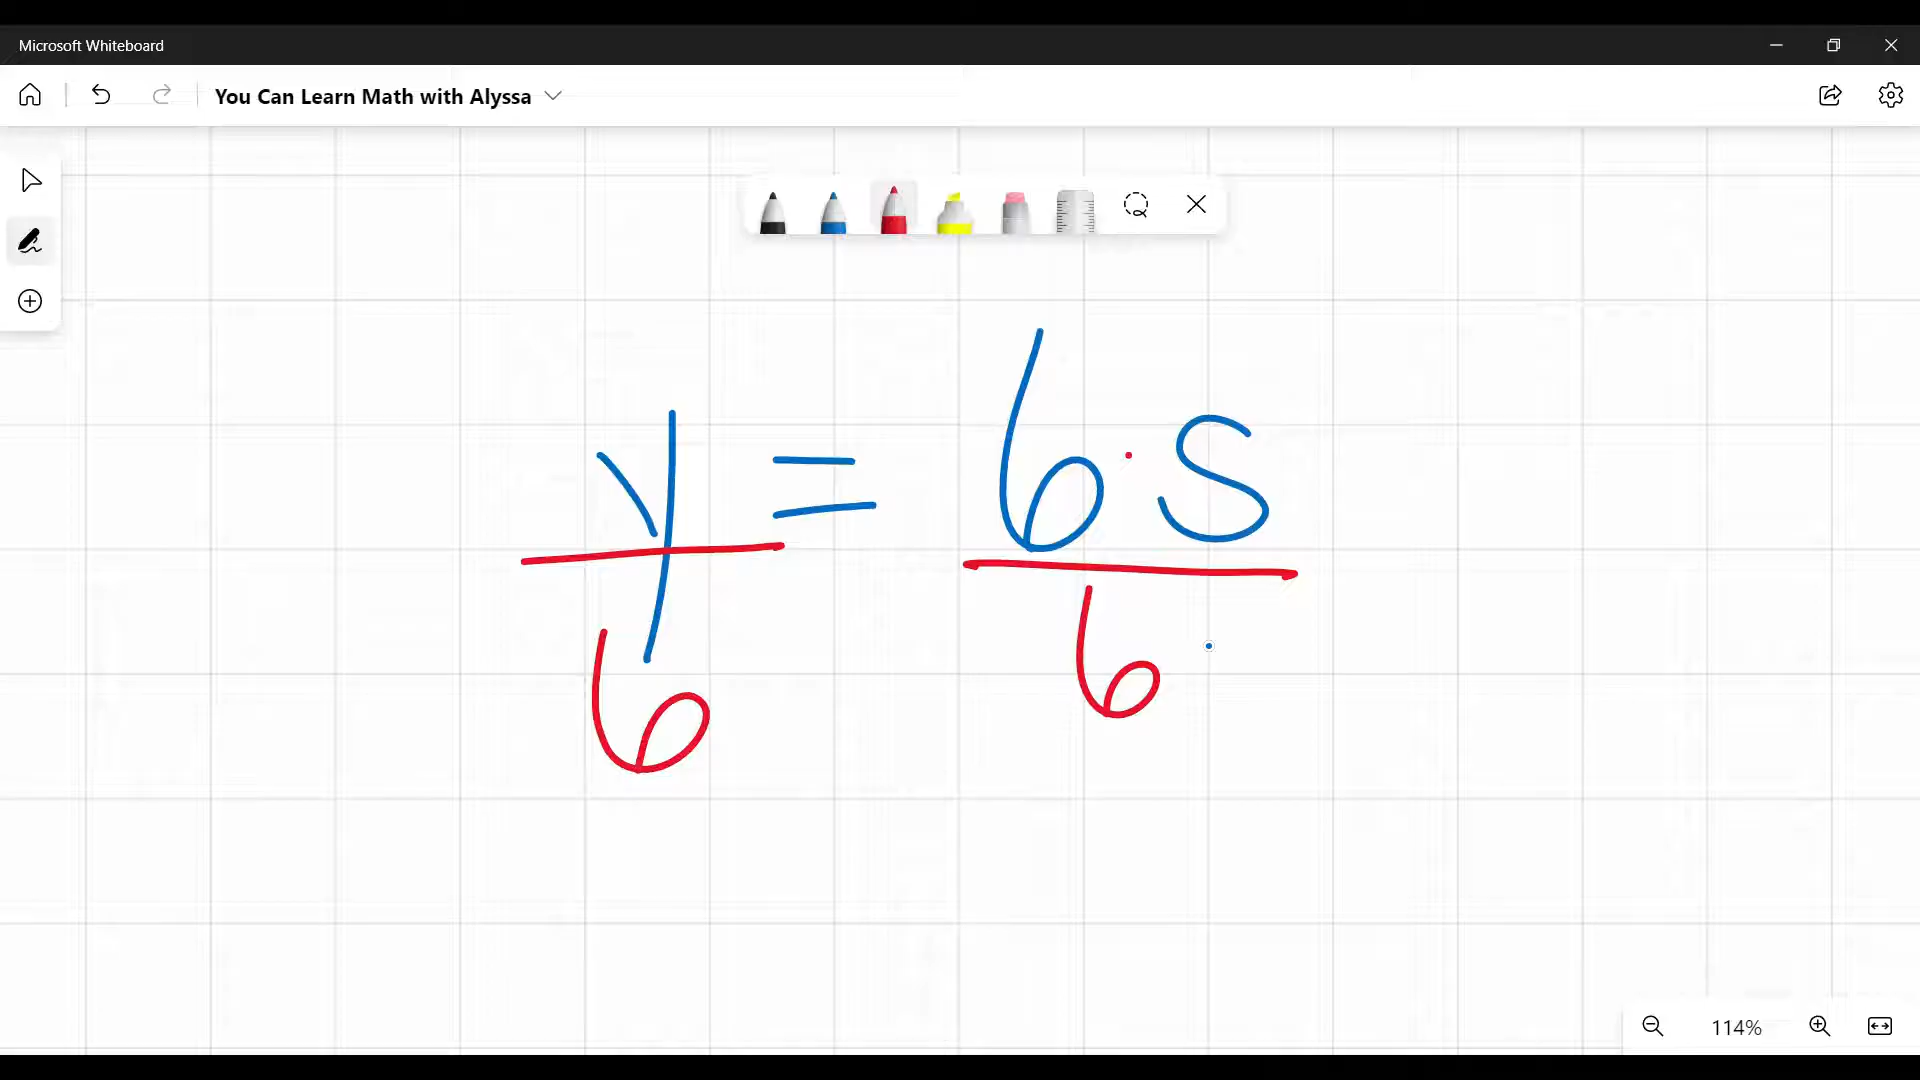 Microsoft Whiteboard
You Can Learn Math with Alyssa
y = 6 · s
6 6
114%